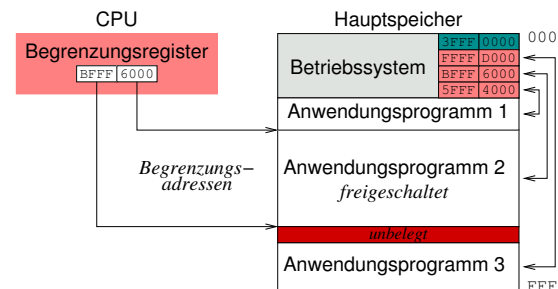 CPU
Hauptspeicher
Begrenzungsregister
BFFF 6000
Betriebssystem
3FFF 0000
FFFF D000
BFFF 6000
5FFF 4000
000
Anwendungsprogramm 1
Begrenzungs–
adressen
Anwendungsprogramm 2
freigeschaltet
unbelegt
Anwendungsprogramm 3
FFF